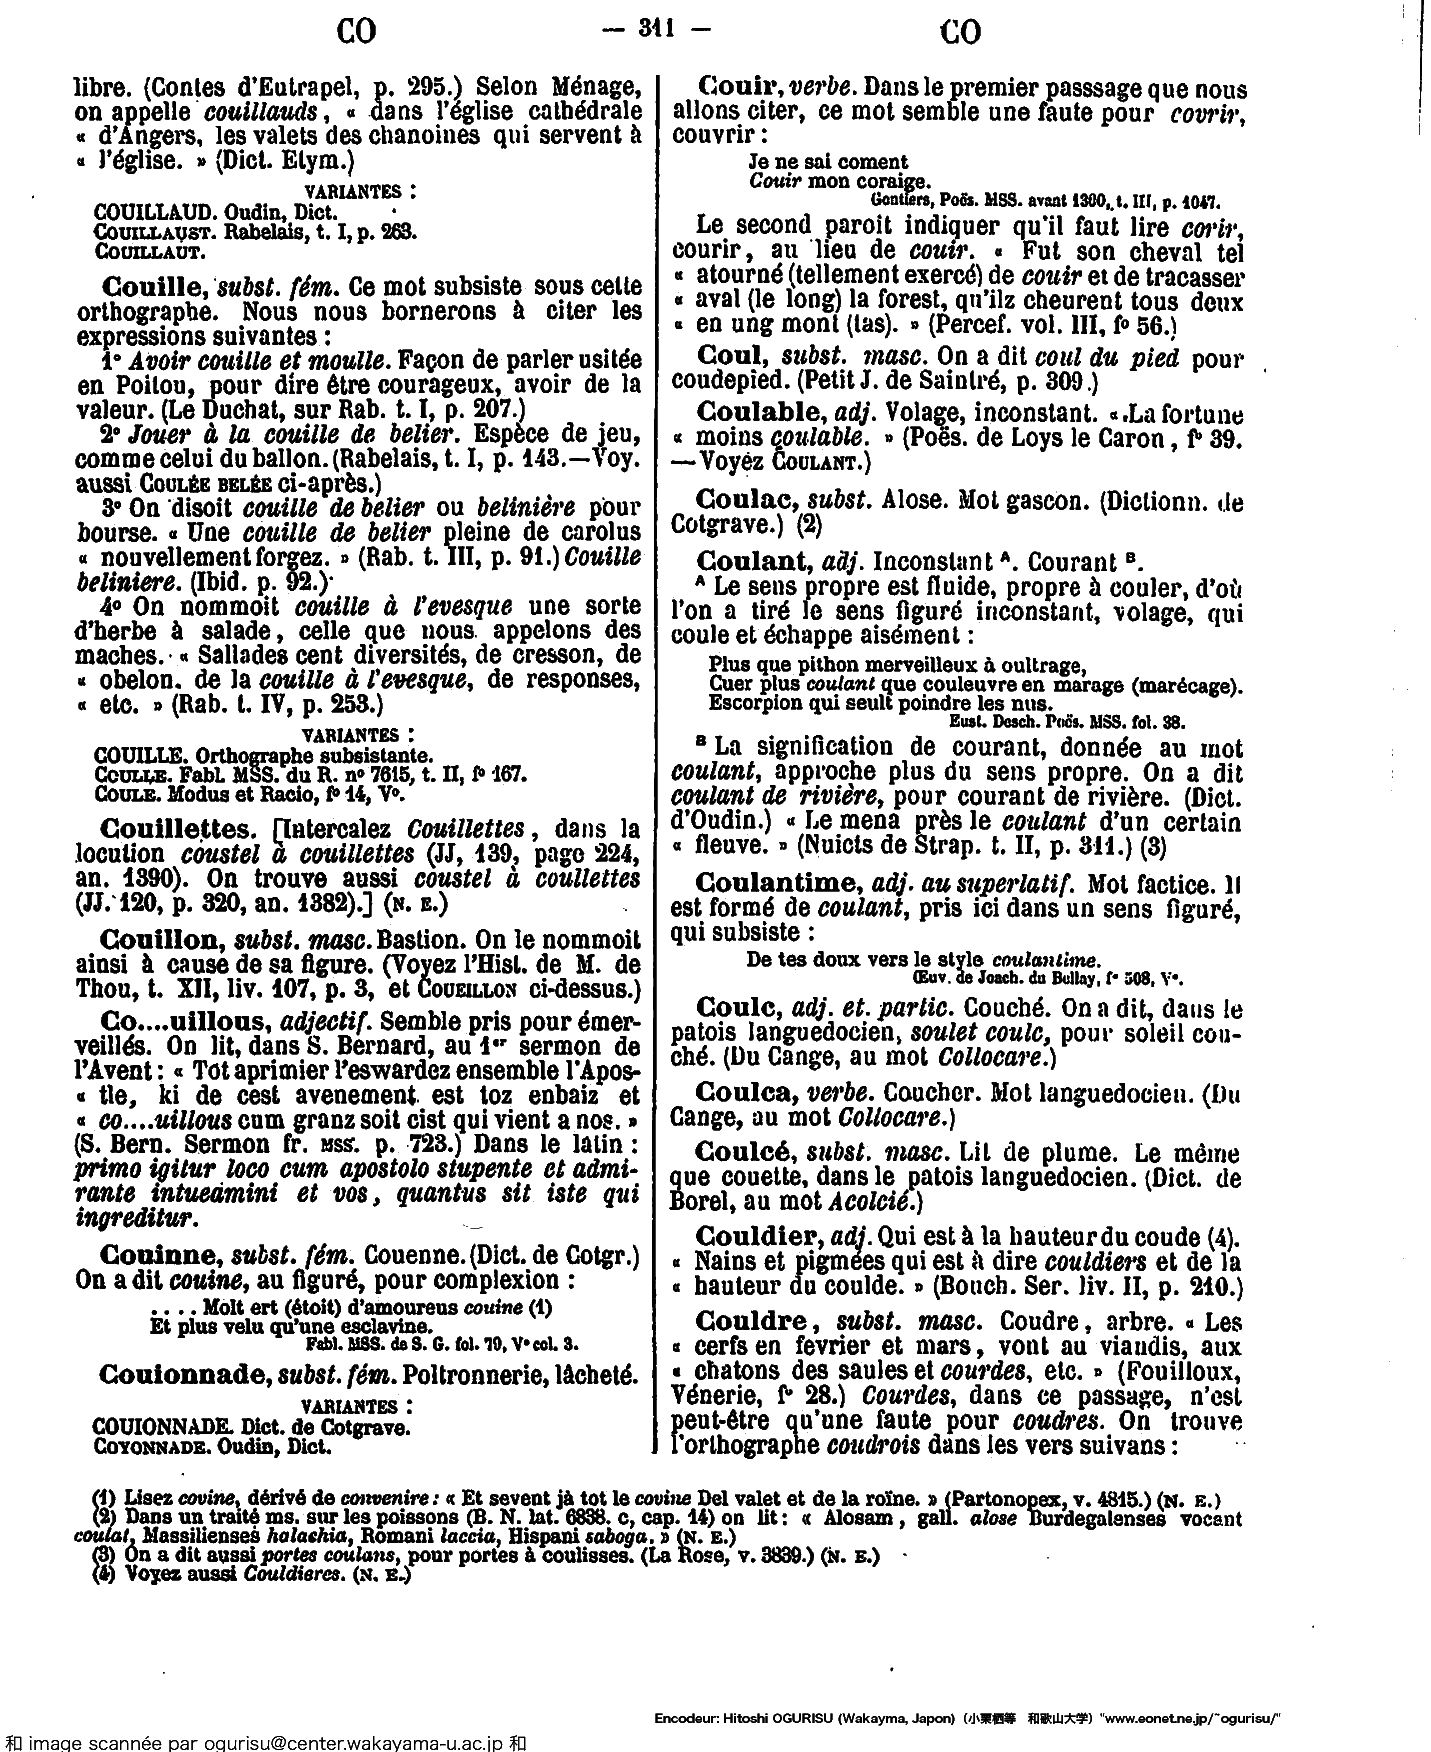 CO
— 311 —
CO
libre. (Contes d'Eutrapel, p. 295.) Selon Ménage,
on appelle couillauds, « dans l'église cathédrale
« d'Angers, les valets des chanoines qui servent à
« l'église. » (Dict. Etym.)
VARIANTES :
COUILLAUD. Oudin, Dict.
COUILLAUST. Rabelais, t. I, p. 263.
COUILLAUT.
Couille, subst. fém. Ce mot subsiste sous cette
orthographe. Nous nous bornerons à citer les
expressions suivantes :
1° Avoir couille et moulle. Façon de parler usitée
en Poitou, pour dire être courageux, avoir de la
valeur. (Le Duchat, sur Rab. t. I, p. 207.)
2° Jouer à la couille de belier. Espèce de jeu,
comme celui du ballon. (Rabelais, t. I, p. 143.—Voy.
aussi COULÉE BELÉE ci-après.)
3° On disoit couille de belier ou belinière pour
bourse. « Une couille de belier pleine de carolus
« nouvellement forgez. » (Rab. t. III, p. 91.) Couille
beliniere. (Ibid. p. 92.)
4° On nommoit couille à l'evesque une sorte
d'herbe à salade, celle que nous appelons des
maches. « Sallades cent diversités, de cresson, de
« obelon. de la couille à l'evesque, de responses,
« etc. » (Rab. t. IV, p. 253.)
VARIANTES :
COUILLE. Orthographe subsistante.
COULLE. Fabl. MSS. du R. n° 7615, t. II, f° 167.
COULE. Modus et Racio, f° 14, V°.
Couillettes. [Intercalez Couillettes, dans la
locution coustel à couillettes (JJ, 139, page 224,
an. 1390). On trouve aussi coustel à coullettes
(JJ. 120, p. 320, an. 1382).] (N. E.)
Couillon, subst. masc. Bastion. On le nommoit
ainsi à cause de sa figure. (Voyez l'Hist. de M. de
Thou, t. XII, liv. 107, p. 3, et COUEILLON ci-dessus.)
Co....uillous, adjectif. Semble pris pour émer-
veillés. On lit, dans S. Bernard, au 1er sermon de
l'Avent : « Tot aprimier l'eswardez ensemble l'Apos-
« tle, ki de cest avenement est toz enbaiz et
« co....uillous cum granz soit cist qui vient a nos. »
(S. Bern. Sermon fr. MSS. p. 723.) Dans le latin :
primo igitur loco cum apostolo stupente et admi-
rante intueamini et vos, quantus sit iste qui
ingreditur.
Couinne, subst. fém. Couenne. (Dict. de Cotgr.)
On a dit couine, au figuré, pour complexion :
.... Molt ert (étoit) d'amoureus couine (1)
Et plus velu qu'une esclavine.
Fabl. MSS. de S. G. fol. 70, V° col. 3.
Couionnade, subst. fém. Poltronnerie, lâcheté.
VARIANTES :
COUIONNADE. Dict. de Cotgrave.
COYONNADE. Oudin, Dict.
Couir, verbe. Dans le premier passsage que nous
allons citer, ce mot semble une faute pour covrir,
couvrir :
Je ne sai coment
Couir mon coraige.
Gontiers, Poës. MSS. avant 1300, t. III, p. 1047.
Le second paroit indiquer qu'il faut lire corir,
courir, au lieu de couir. « Fut son cheval tel
« atourné (tellement exercé) de couir et de tracasser
« aval (le long) la forest, qu'ilz cheurent tous deux
« en ung mont (tas). » (Percef. vol. III, f° 56.)
Coul, subst. masc. On a dit coul du pied pour
coudepied. (Petit J. de Saintré, p. 309.)
Coulable, adj. Volage, inconstant. « La fortune
« moins coulable. » (Poës. de Loys le Caron, f° 39.
— Voyez COULANT.)
Coulac, subst. Alose. Mot gascon. (Dictionn. de
Cotgrave.) (2)
Coulant, adj. Inconstant A. Courant B.
A Le sens propre est fluide, propre à couler, d'où
l'on a tiré le sens figuré inconstant, volage, qui
coule et échappe aisément :
Plus que pithon merveilleux à oultrage,
Cuer plus coulant que couleuvre en marage (marécage).
Escorpion qui seult poindre les nus.
Eust. Desch. Poës. MSS. fol. 38.
B La signification de courant, donnée au mot
coulant, approche plus du sens propre. On a dit
coulant de rivière, pour courant de rivière. (Dict.
d'Oudin.) « Le mena près le coulant d'un certain
« fleuve. » (Nuicts de Strap. t. II, p. 311.) (3)
Coulantime, adj. au superlatif. Mot factice. Il
est formé de coulant, pris ici dans un sens figuré,
qui subsiste :
De tes doux vers le style coulantime.
Œuv. de Joach. du Bellay, f° 508, V°.
Coulc, adj. et. partic. Couché. On a dit, dans le
patois languedocien, soulet coulc, pour soleil cou-
ché. (Du Cange, au mot Collocare.)
Coulca, verbe. Coucher. Mot languedocien. (Du
Cange, au mot Collocare.)
Coulcé, subst. masc. Lit de plume. Le même
que couette, dans le patois languedocien. (Dict. de
Borel, au mot Acolcié.)
Couldier, adj. Qui est à la hauteur du coude (4).
« Nains et pigmées qui est à dire couldiers et de la
« hauteur du coulde. » (Bouch. Ser. liv. II, p. 210.)
Couldre, subst. masc. Coudre, arbre. « Les
« cerfs en fevrier et mars, vont au viandis, aux
« chatons des saules et courdes, etc. » (Fouilloux,
Vénerie, f° 28.) Courdes, dans ce passage, n'est
peut-être qu'une faute pour coudres. On trouve
l'orthographe coudrois dans les vers suivans :
(1) Lisez covine, dérivé de convenire : « Et sevent jà tot le covine Del valet et de la roïne. » (Partonopex, v. 4815.) (N. E.)
(2) Dans un traité ms. sur les poissons (B. N. lat. 6838. c, cap. 14) on lit : « Alosam, gall. alose Burdegalenses vocant
coulat, Massilienses halachia, Romani laccia, Hispani saboga. » (N. E.)
(3) On a dit aussi portes coulans, pour portes à coulisses. (La Rose, v. 3839.) (N. E.)
(4) Voyez aussi Couldieres. (N. E.)
Encodeur: Hitoshi OGURISU (Wakayma, Japon)（小栗栖等 和歌山大学）"www.eonet.ne.jp/~ogurisu/"
和 image scannée par ogurisu@center.wakayama-u.ac.jp 和